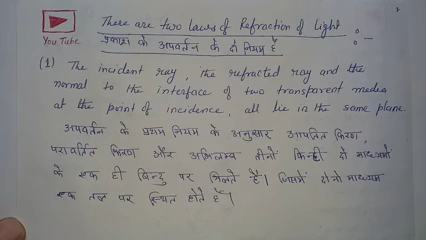 There are two laws of Refraction of Light :-
You Tube
प्रकाश के अपवर्तन के दो नियम हैं
(1) The incident ray, the refracted ray and the
normal to the interface of two transparent media
at the point of incidence, all lie in the same plane.
अपवर्तन के प्रथम नियम के अनुसार आपतित किरण,
परावर्तित किरण और अभिलम्ब तीनों किन्ही दो माध्यमो
के एक ही बिन्दु पर मिलते हैं। जिसमें दोनो माध्यम
एक तल पर स्थित होते हैं।